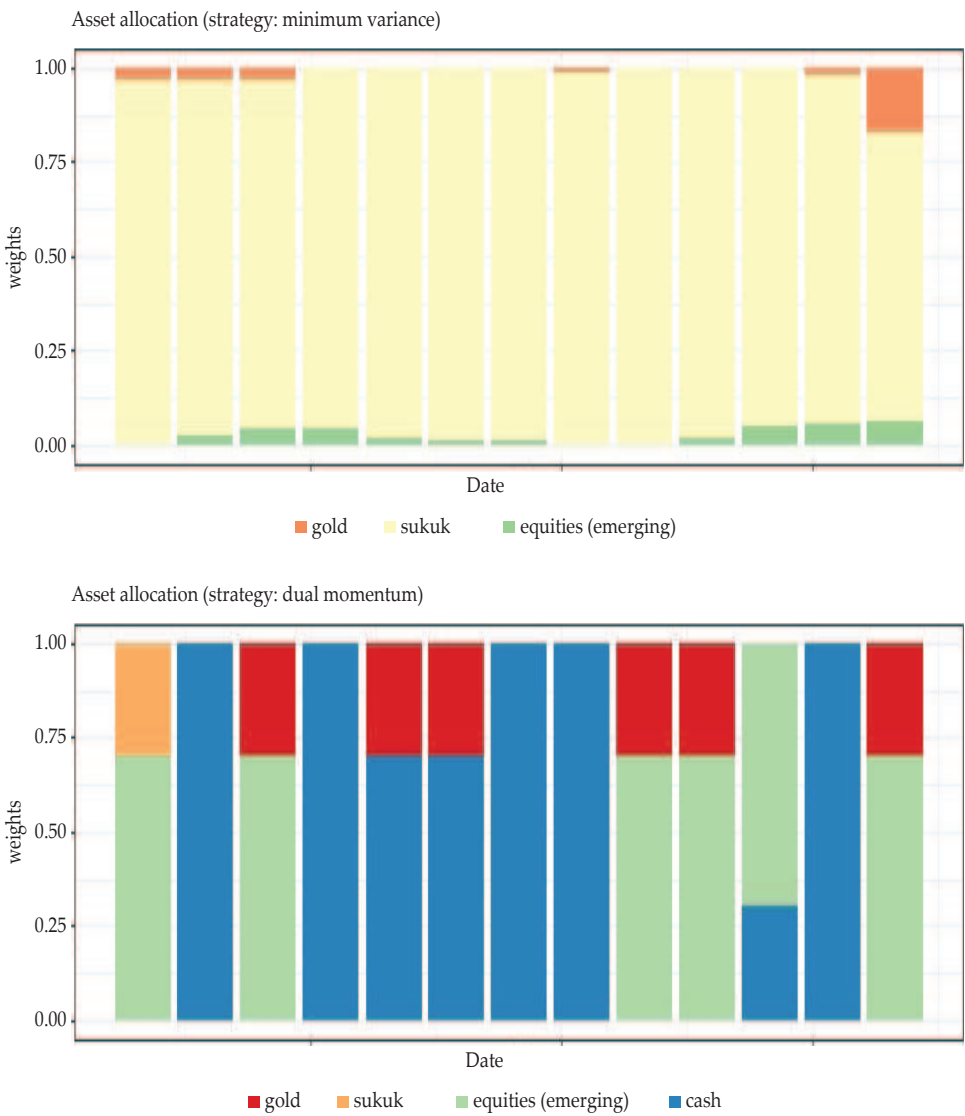 Asset allocation (strategy: minimum variance)
1.00
0.75
0.50
0.25
0.00
weights
Date
gold sukuk equities (emerging)
Asset allocation (strategy: dual momentum)
1.00
0.75
0.50
0.25
0.00
weights
Date
gold sukuk equities (emerging) cash